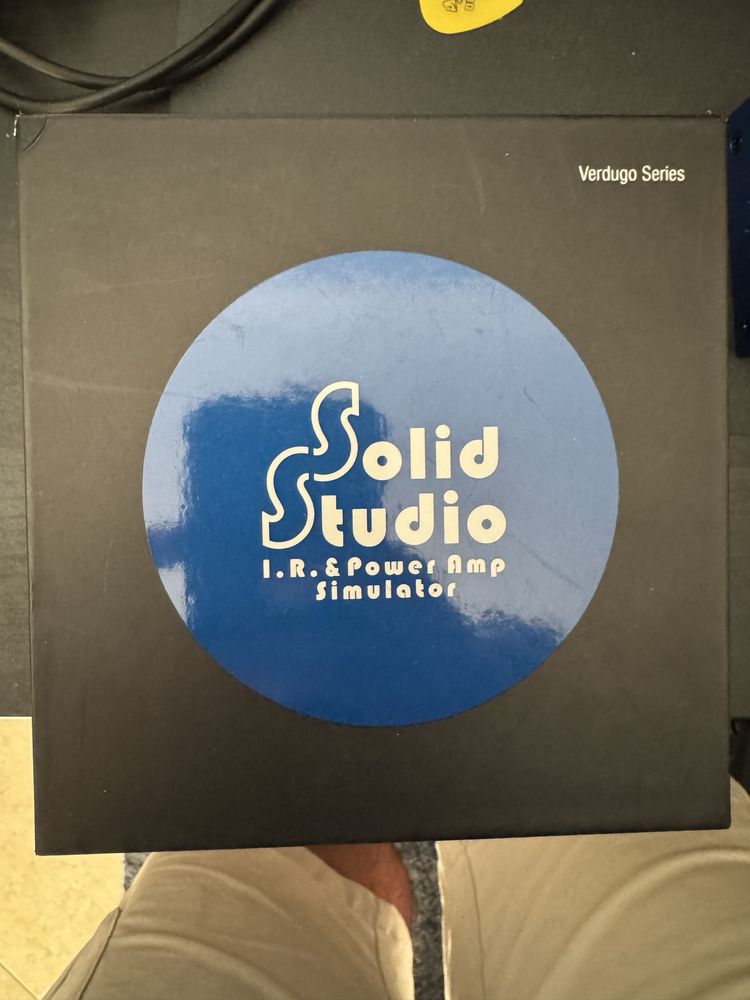 Verdugo Series
Solid
Studio
I.R. & Power Amp
Simulator